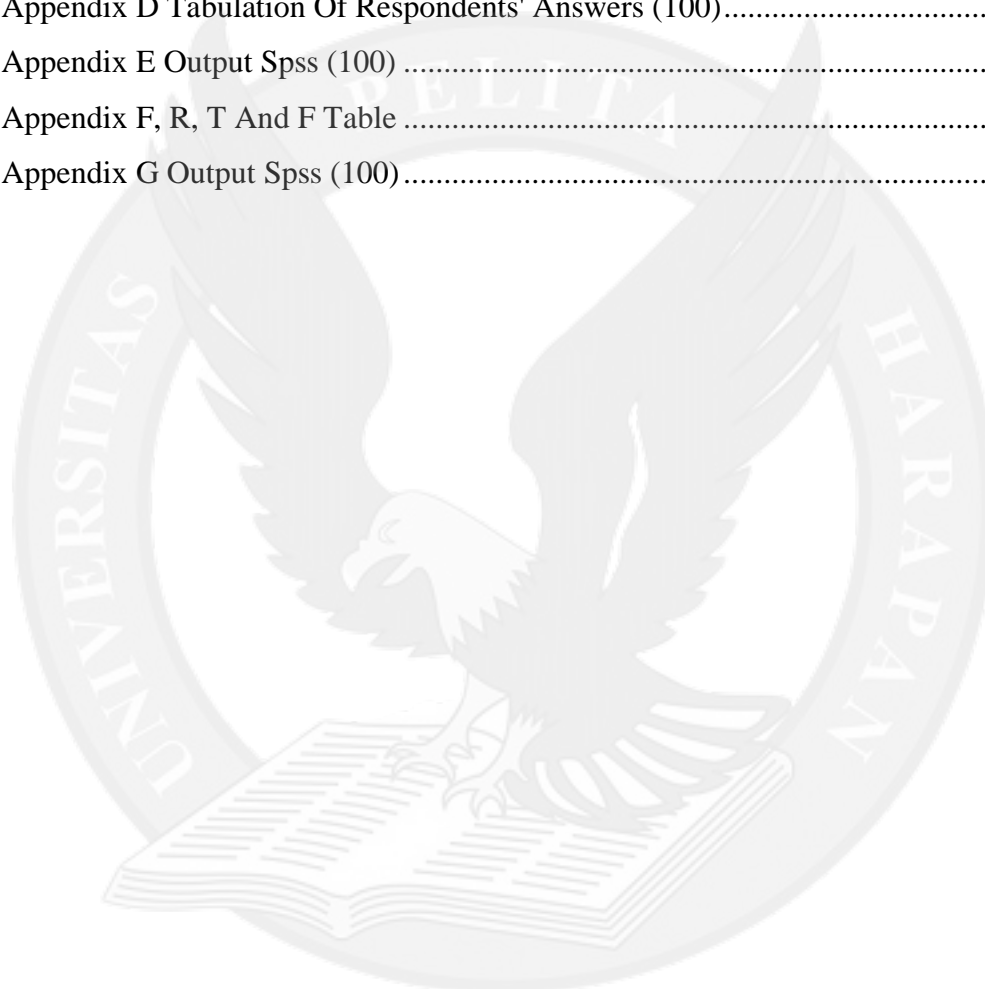 Appendix D Tabulation Of Respondents' Answers (100)................................
Appendix E Output Spss (100) ................................................................
Appendix F, R, T And F Table ................................................................
Appendix G Output Spss (100) ................................................................
UNIVERSITAS PELITA HARAPAN